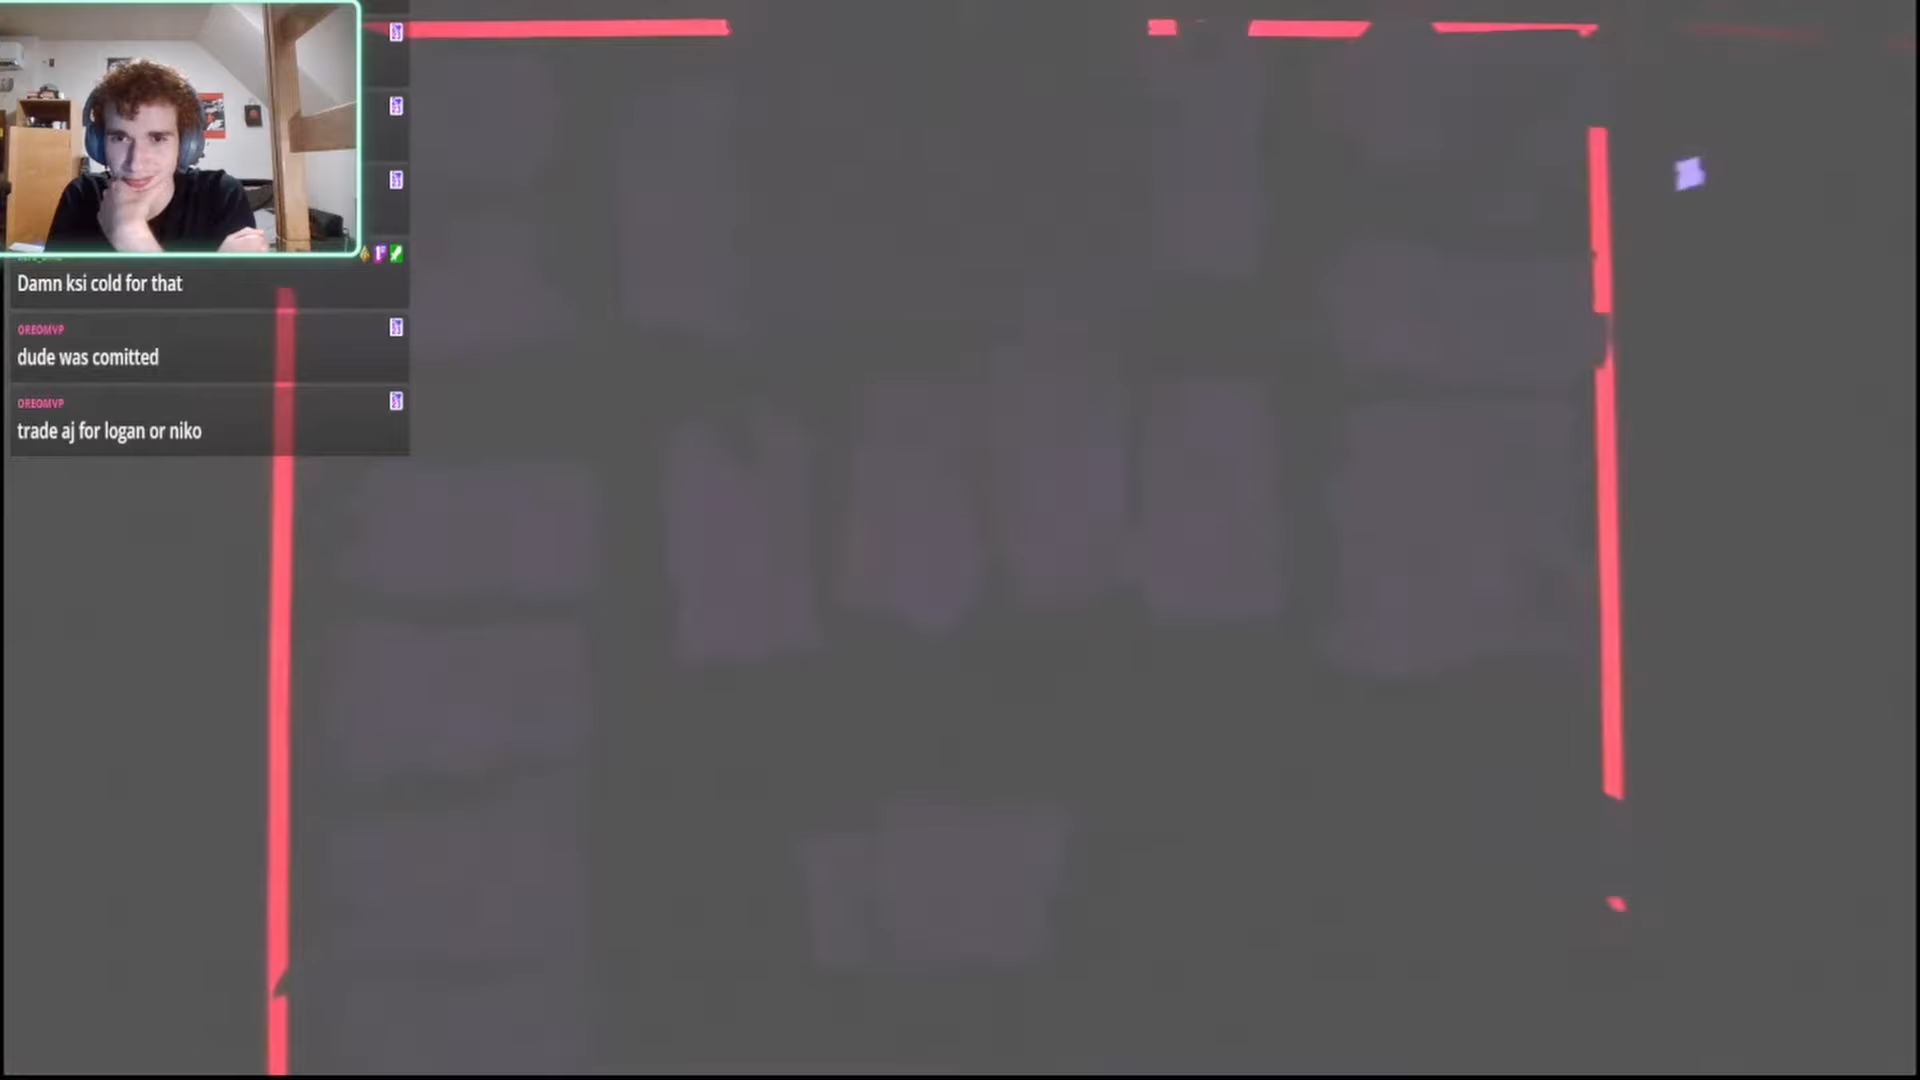 Damn ksi cold for that
OREOMVP
dude was comitted
OREOMVP
trade aj for logan or niko